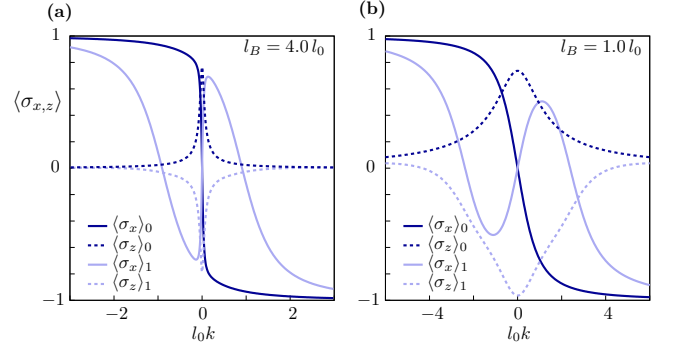 (a)
1
l_B = 4.0 l_0
⟨σ_{x,z}⟩
0
⟨σ_x⟩_0
⟨σ_z⟩_0
⟨σ_x⟩_1
⟨σ_z⟩_1
−1
−2
0
2
l_0k
(b)
1
l_B = 1.0 l_0
0
⟨σ_x⟩_0
⟨σ_z⟩_0
⟨σ_x⟩_1
⟨σ_z⟩_1
−1
−4
0
4
l_0k